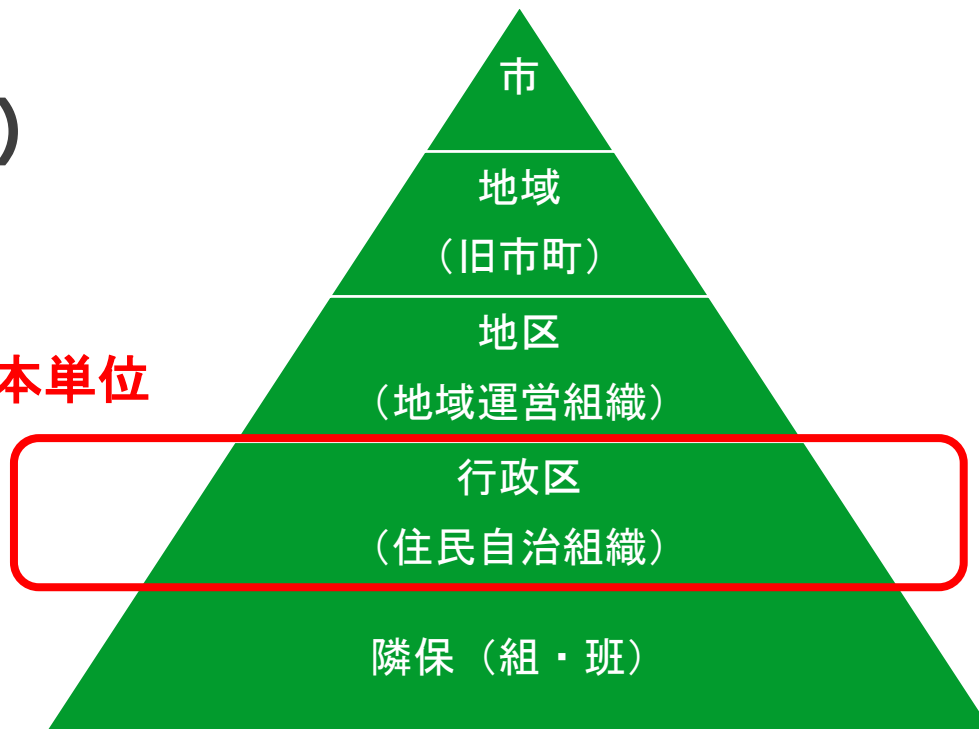 市
)
地域
（旧市町）
地区
本単位
（地域運営組織）
行政区
（住民自治組織）
隣保（組・班）